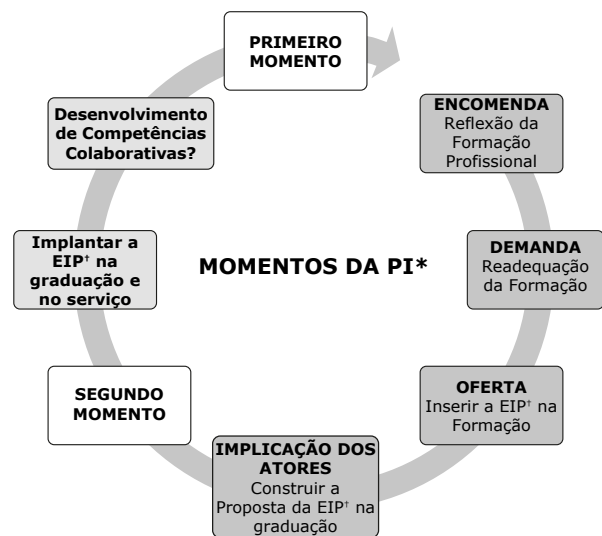 PRIMEIRO
MOMENTO
ENCOMENDA
Reflexão da
Formação
Profissional
DEMANDA
Readequação
da Formação
OFERTA
Inserir a EIP† na
Formação
IMPLICAÇÃO DOS
ATORES
Construir a
Proposta da EIP† na
graduação
SEGUNDO
MOMENTO
Implantar a
EIP† na
graduação e
no serviço
Desenvolvimento
de Competências
Colaborativas?
MOMENTOS DA PI*